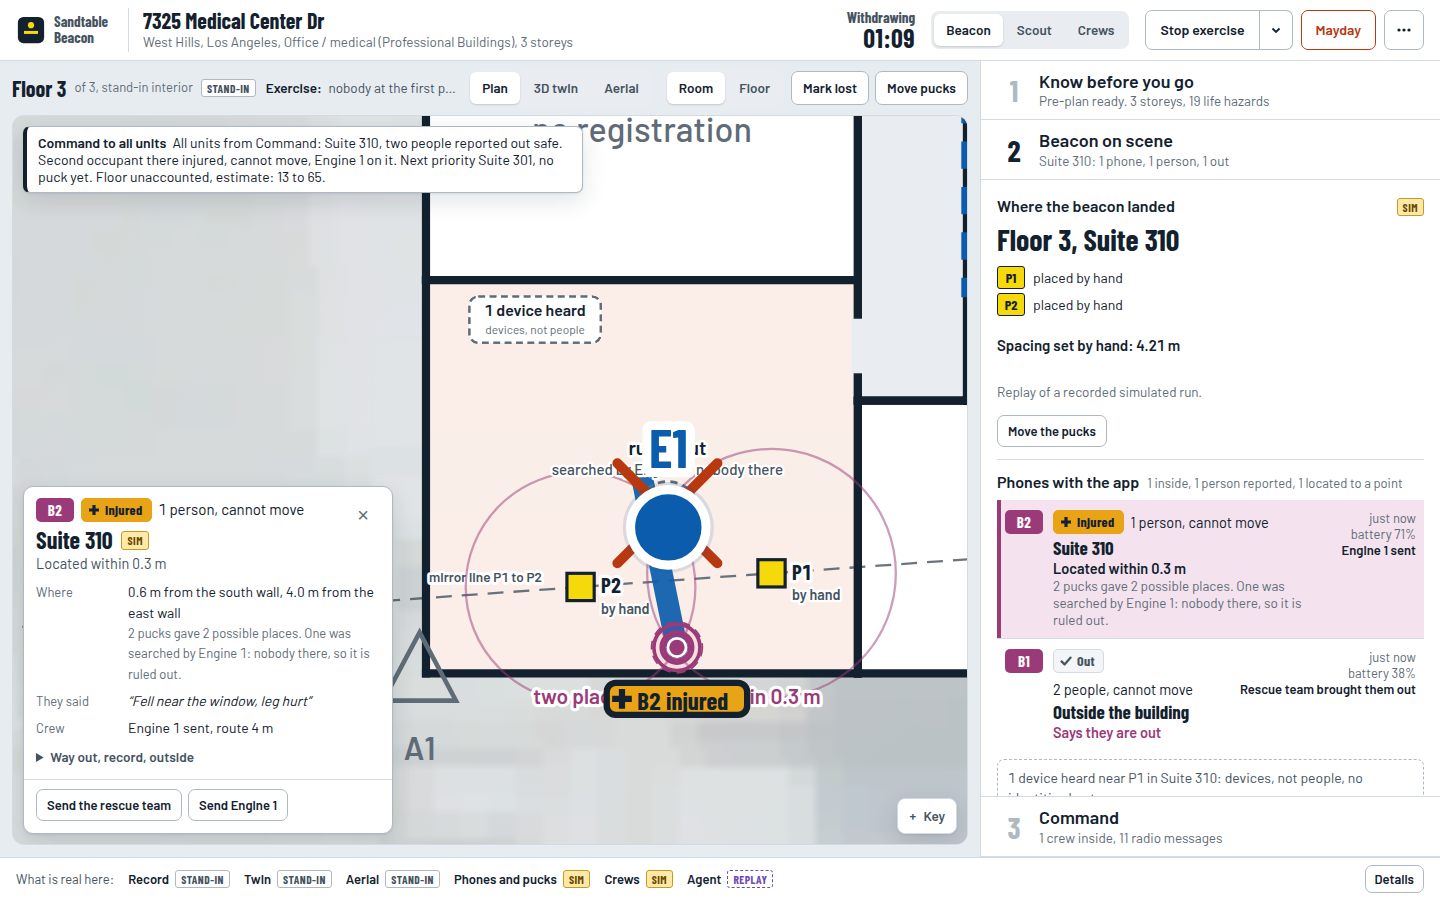 Sandtable
Beacon
7325 Medical Center Dr
West Hills, Los Angeles, Office / medical (Professional Buildings), 3 storeys
Withdrawing
01:09
Beacon
Scout
Crews
Stop exercise
Mayday
Floor 3
of 3, stand-in interior
STAND-IN
Exercise: nobody at the first p...
Plan
3D twin
Aerial
Room
Floor
Mark lost
Move pucks
registration
Command to all units All units from Command: Suite 310, two people reported out safe.
Second occupant there injured, cannot move, Engine 1 on it. Next priority Suite 301, no
puck yet. Floor unaccounted, estimate: 13 to 65.
1 device heard
devices, not people
E1
searched
there
mirror line P1 to P2
P2
by hand
P1
by hand
two
B2 injured
in 0.3 m
A1
+ Key
B2
Injured
1 person, cannot move
Suite 310
SIM
Located within 0.3 m
Where
0.6 m from the south wall, 4.0 m from the
east wall
2 pucks gave 2 possible places. One was
searched by Engine 1: nobody there, so it is
ruled out.
They said
“Fell near the window, leg hurt”
Crew
Engine 1 sent, route 4 m
Way out, record, outside
Send the rescue team
Send Engine 1
1
Know before you go
Pre-plan ready. 3 storeys, 19 life hazards
2
Beacon on scene
Suite 310: 1 phone, 1 person, 1 out
Where the beacon landed
SIM
Floor 3, Suite 310
P1
placed by hand
P2
placed by hand
Spacing set by hand: 4.21 m
Replay of a recorded simulated run.
Move the pucks
Phones with the app
1 inside, 1 person reported, 1 located to a point
B2
Injured
1 person, cannot move
just now
battery 71%
Engine 1 sent
Suite 310
Located within 0.3 m
2 pucks gave 2 possible places. One was
searched by Engine 1: nobody there, so it is
ruled out.
B1
Out
just now
battery 38%
Rescue team brought them out
2 people, cannot move
Outside the building
Says they are out
1 device heard near P1 in Suite 310: devices, not people, no
3
Command
1 crew inside, 11 radio messages
What is real here:
Record
STAND-IN
Twin
STAND-IN
Aerial
STAND-IN
Phones and pucks
SIM
Crews
SIM
Agent
REPLAY
Details